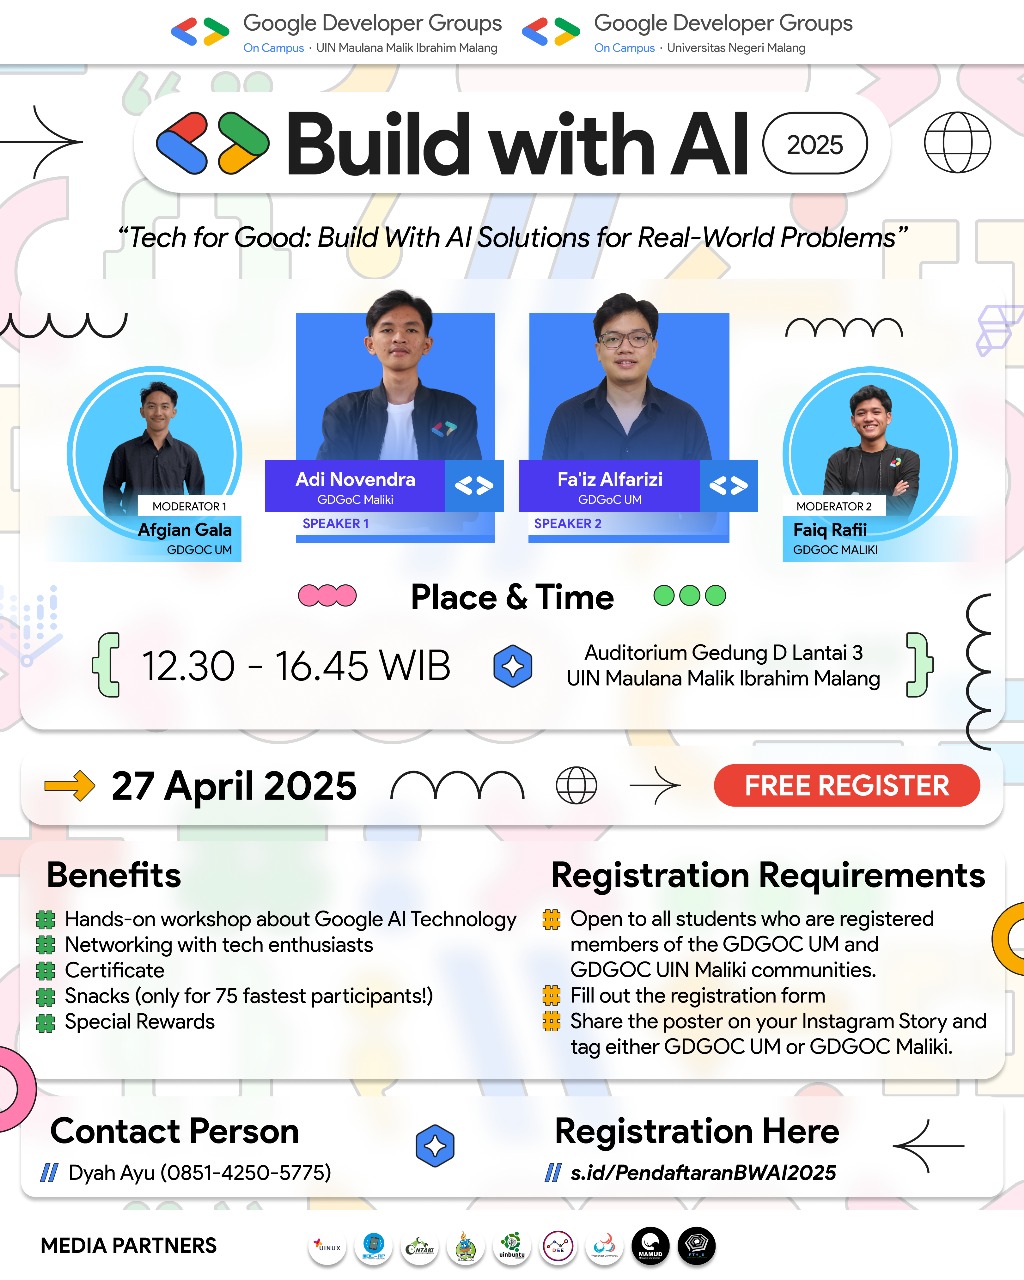 Google Developer Groups
On Campus · UIN Maulana Malik Ibrahim Malang
Google Developer Groups
On Campus · Universitas Negeri Malang
Build with AI
2025
“Tech for Good: Build With AI Solutions for Real-World Problems”
MODERATOR 1
Afgian Gala
GDGOC UM
Adi Novendra
GDGoC Maliki
SPEAKER 1
Fa'iz Alfarizi
GDGoC UM
SPEAKER 2
MODERATOR 2
Faiq Rafii
GDGOC MALIKI
Place & Time
12.30 - 16.45 WIB
Auditorium Gedung D Lantai 3
UIN Maulana Malik Ibrahim Malang
27 April 2025
FREE REGISTER
Benefits
Hands-on workshop about Google AI Technology
Networking with tech enthusiasts
Certificate
Snacks (only for 75 fastest participants!)
Special Rewards
Registration Requirements
Open to all students who are registered
members of the GDGOC UM and
GDGOC UIN Maliki communities.
Fill out the registration form
Share the poster on your Instagram Story and
tag either GDGOC UM or GDGOC Maliki.
Contact Person
// Dyah Ayu (0851-4250-5775)
Registration Here
// s.id/PendaftaranBWAI2025
MEDIA PARTNERS
UINUX
uinbuntu
MAMUD